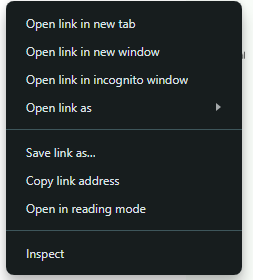 Open link in new tab
Open link in new window
Open link in incognito window
Open link as
Save link as...
Copy link address
Open in reading mode
Inspect